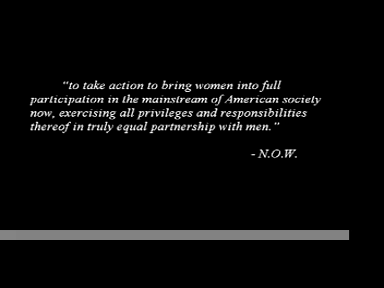 "to take action to bring women into full
participation in the mainstream of American society
now, exercising all privileges and responsibilities
thereof in truly equal partnership with men."
- N.O.W.